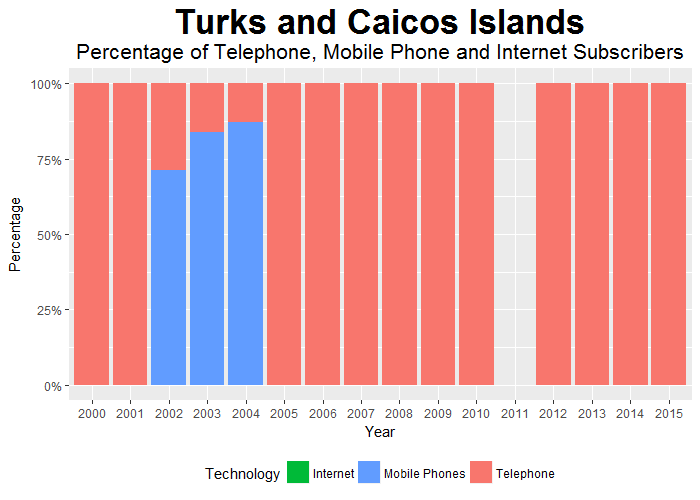 Turks and Caicos Islands
Percentage of Telephone, Mobile Phone and Internet Subscribers
Percentage
100%
75%
50%
25%
0%
2000 2001 2002 2003 2004 2005 2006 2007 2008 2009 2010 2011 2012 2013 2014 2015
Year
Technology Internet Mobile Phones Telephone